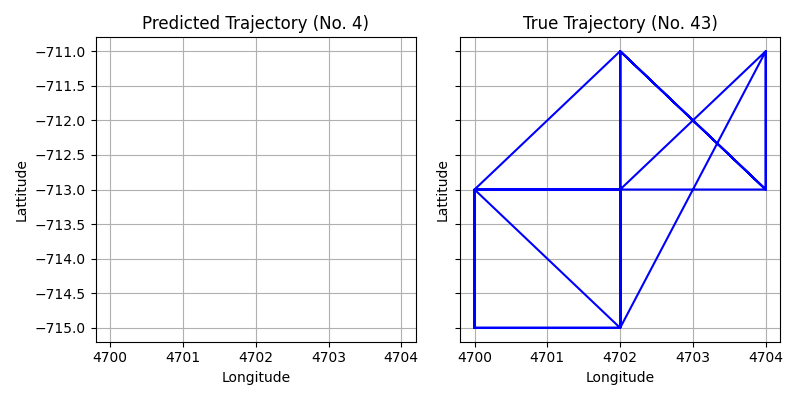 Predicted Trajectory (No. 4)
True Trajectory (No. 43)
Lattitude
−711.0
−711.5
−712.0
−712.5
−713.0
−713.5
−714.0
−714.5
−715.0
4700 4701 4702 4703 4704
Longitude
Lattitude
4700 4701 4702 4703 4704
Longitude